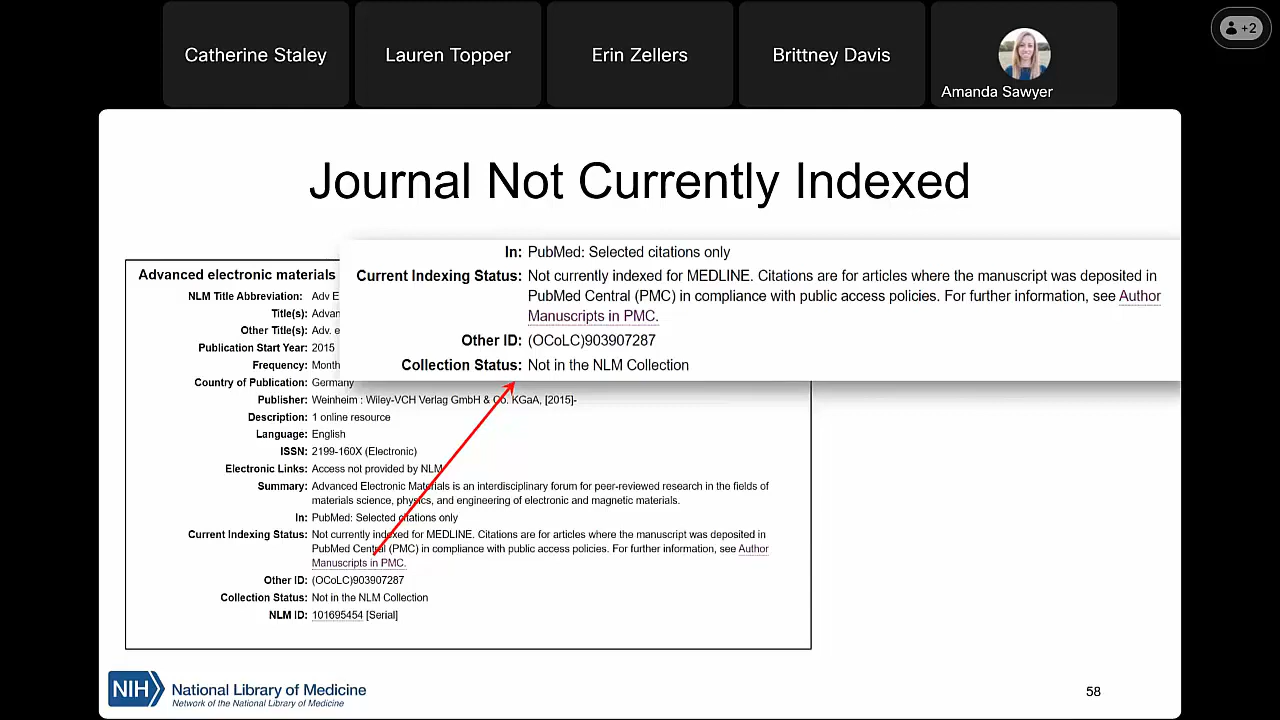 Catherine Staley
Lauren Topper
Erin Zellers
Brittney Davis
Amanda Sawyer
+2
Journal Not Currently Indexed
In: PubMed: Selected citations only
Current Indexing Status: Not currently indexed for MEDLINE. Citations are for articles where the manuscript was deposited in
PubMed Central (PMC) in compliance with public access policies. For further information, see Author
Manuscripts in PMC.
Other ID: (OCoLC)903907287
Collection Status: Not in the NLM Collection
Advanced electronic materials
NLM Title Abbreviation: Adv E
Title(s): Advan
Other Title(s): Adv. e
Publication Start Year: 2015
Frequency: Month
Country of Publication: Germany
Publisher: Weinheim : Wiley-VCH Verlag GmbH & Co. KGaA, [2015]-
Description: 1 online resource
Language: English
ISSN: 2199-160X (Electronic)
Electronic Links: Access not provided by NLM
Summary: Advanced Electronic Materials is an interdisciplinary forum for peer-reviewed research in the fields of
materials science, physics, and engineering of electronic and magnetic materials.
In: PubMed: Selected citations only
Current Indexing Status: Not currently indexed for MEDLINE. Citations are for articles where the manuscript was deposited in
PubMed Central (PMC) in compliance with public access policies. For further information, see Author
Manuscripts in PMC.
Other ID: (OCoLC)903907287
Collection Status: Not in the NLM Collection
NLM ID: 101695454 [Serial]
NIH National Library of Medicine
Network of the National Library of Medicine
58